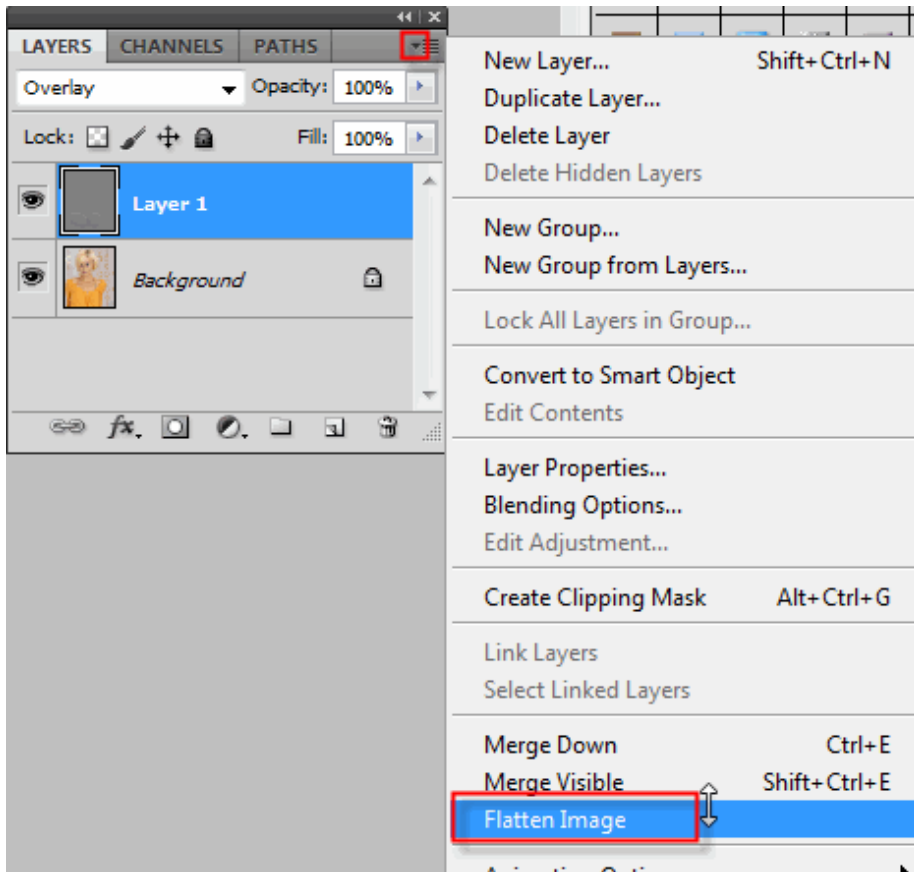 LAYERS CHANNELS PATHS
Overlay Opacity: 100%
Lock: Fill: 100%
Layer 1
Background
fx.
New Layer... Shift+Ctrl+N
Duplicate Layer...
Delete Layer
Delete Hidden Layers
New Group...
New Group from Layers...
Lock All Layers in Group...
Convert to Smart Object
Edit Contents
Layer Properties...
Blending Options...
Edit Adjustment...
Create Clipping Mask Alt+Ctrl+G
Link Layers
Select Linked Layers
Merge Down Ctrl+E
Merge Visible Shift+Ctrl+E
Flatten Image